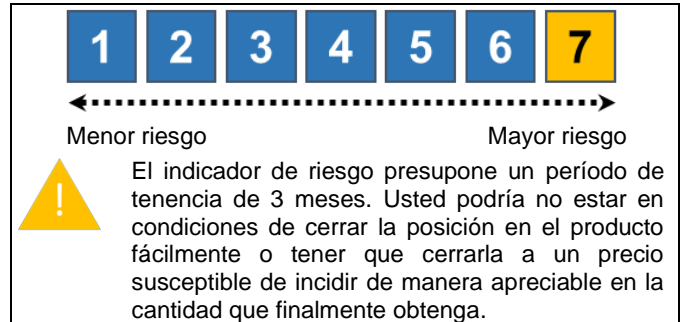 1 2 3 4 5 6 7
Menor riesgo Mayor riesgo
!
El indicador de riesgo presupone un período de
tenencia de 3 meses. Usted podría no estar en
condiciones de cerrar la posición en el producto
fácilmente o tener que cerrarla a un precio
susceptible de incidir de manera apreciable en la
cantidad que finalmente obtenga.